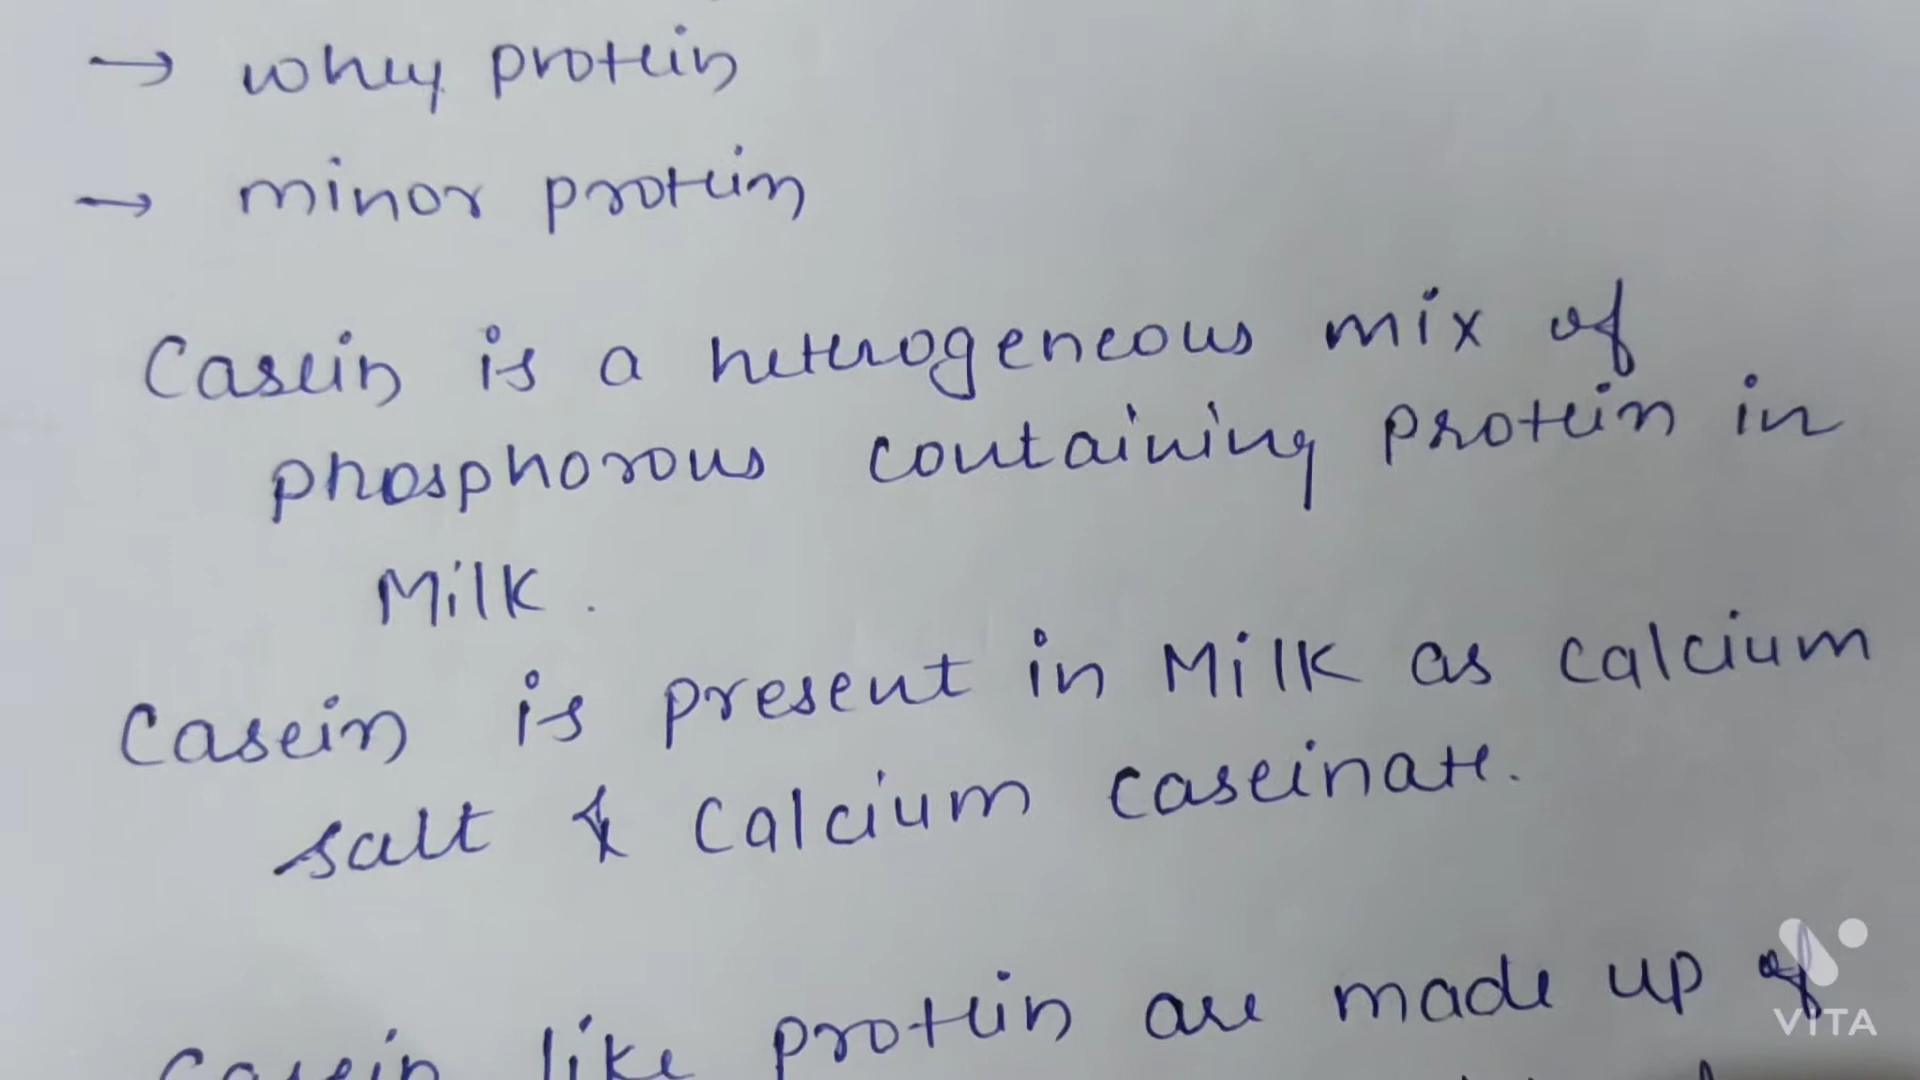 → whey protein
→ minor protein
Casein is a heterogeneous mix of
phosphorous containing protein in
Milk.
Casein is present in Milk as calcium
salt & Calcium caseinate.
Casein like protein are made up of
VITA